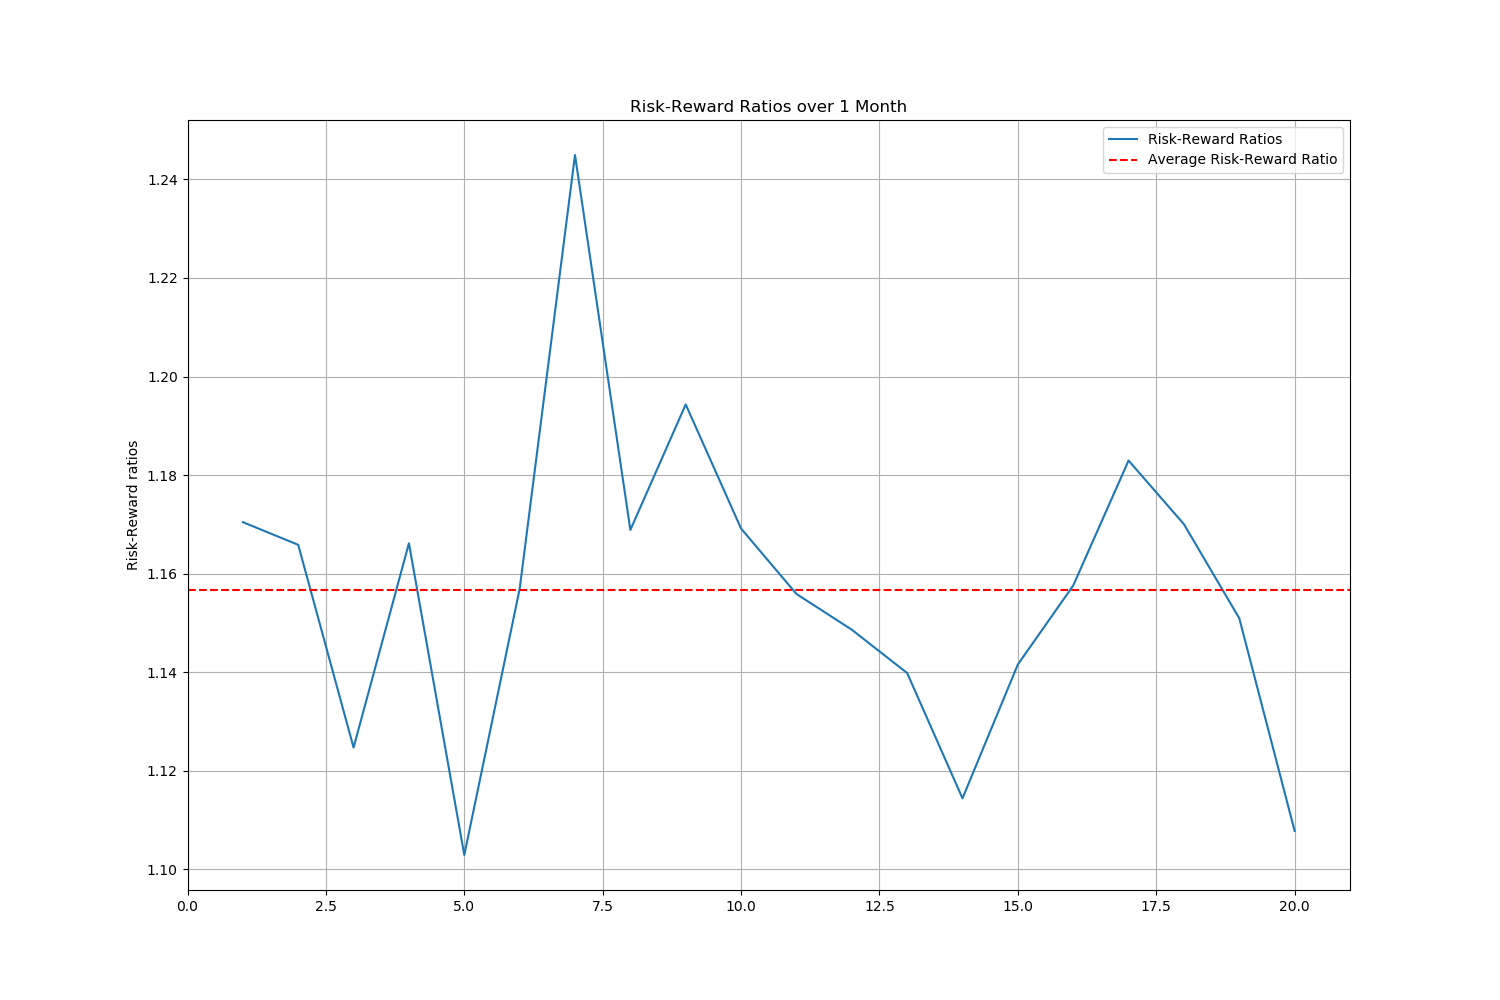 Risk-Reward Ratios over 1 Month
Risk-Reward Ratios
Average Risk-Reward Ratio
Risk-Reward ratios
1.24
1.22
1.20
1.18
1.16
1.14
1.12
1.10
0.0 2.5 5.0 7.5 10.0 12.5 15.0 17.5 20.0